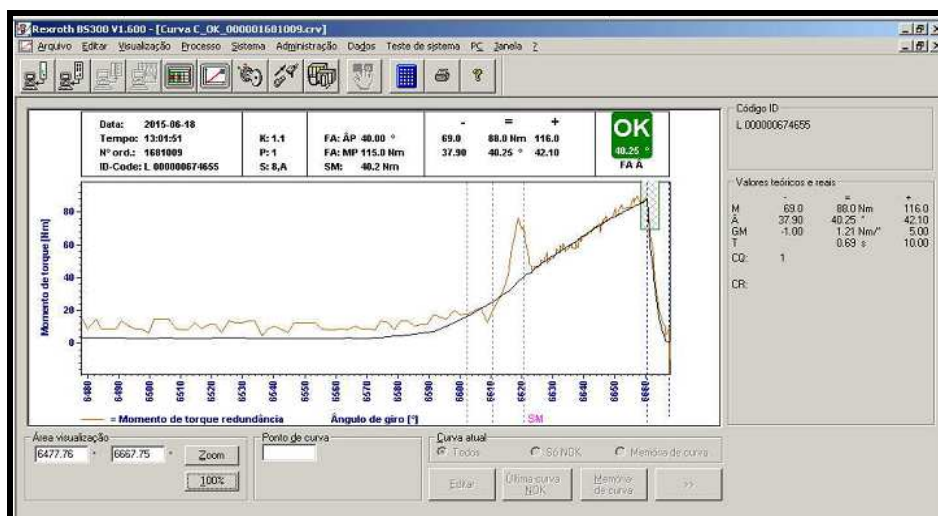 Rexroth BS300 V1.600 - [Curva C_OK_000001681009.crv]
Arquivo Editar Visualização Processo Sistema Administração Dados Teste de sistema PC Janela ?
Data: 2015-06-18
Tempo: 13:01:51
Nº ord.: 1681009
ID-Code: L 000000674655
K: 1.1
P: 1
S: 8,A
FA: ÂP 40.00 °
FA: MP 115.0 Nm
SM: 40.2 Nm
- = +
69.0 88.0 Nm 116.0
37.90 40.25 ° 42.10
OK
40.25 °
FA Â
Momento de torque [Nm]
80
60
40
20
0
6480 6490 6500 6510 6520 6530 6540 6550 6560 6570 6580 6590 6600 6610 6620 6630 6640 6650 6660
= Momento de torque redundância Ângulo de giro [°] SM
Código ID
L 000000674655
Valores teóricos e reais
- = +
M 69.0 88.0 Nm 116.0
Â 37.90 40.25 ° 42.10
GM -1.00 1.21 Nm/° 5.00
T 0.69 s 10.00
CQ: 1
CR:
Área visualização
6477.76 ° 6667.75 ° Zoom
100%
Ponto de curva
Curva atual
Todos Só NOK Memória de curva
Editar Última curva NOK Memória de curva >>